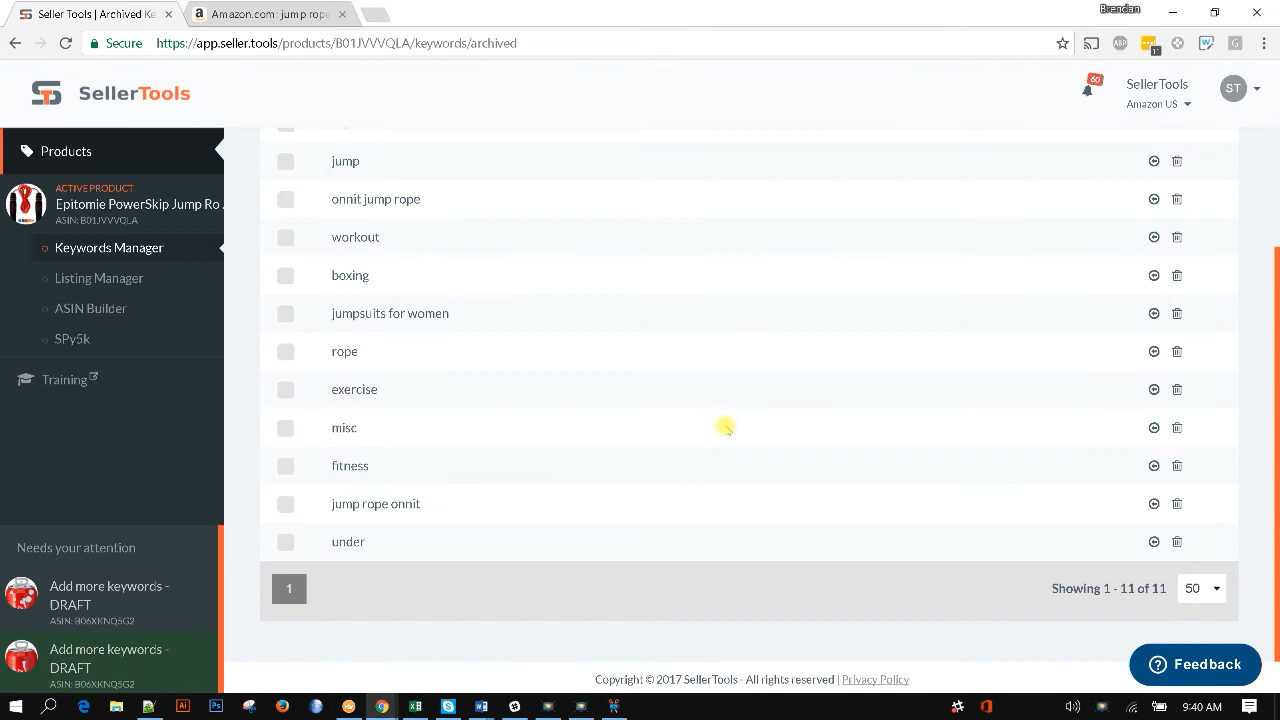 Brendan
Seller Tools | Archived Ke
Amazon.com: jump rope
Secure
https://app.seller.tools/products/B01JVVVQLA/keywords/archived
ABP
SellerTools
60
SellerTools
Amazon US
ST
Products
ACTIVE PRODUCT
Epitomie PowerSkip Jump Ro .
ASIN: B01JVVVQLA
Keywords Manager
Listing Manager
ASIN Builder
SPy5k
Training
Needs your attention
Add more keywords -
DRAFT
ASIN: B06XKNQ5G2
Add more keywords -
DRAFT
ASIN: B06XKNQ5G2
jump
onnit jump rope
workout
boxing
jumpsuits for women
rope
exercise
misc
fitness
jump rope onnit
under
1
Showing 1 - 11 of 11
50
Feedback
Copyright © 2017 SellerTools - All rights reserved | Privacy Policy
9:40 AM